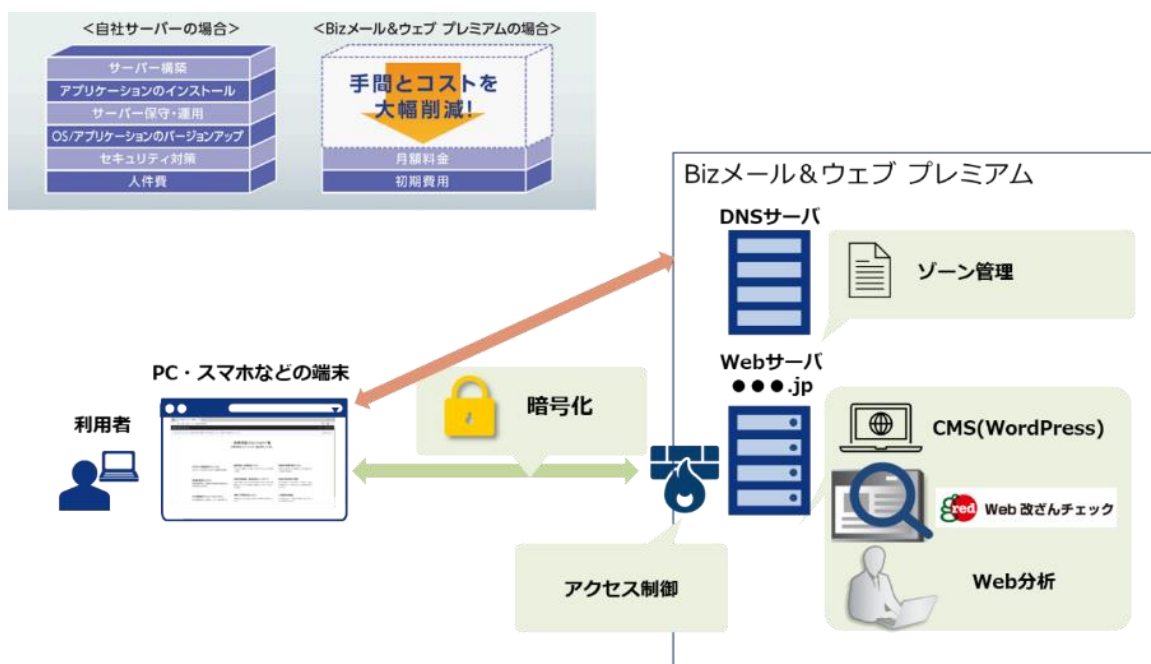 <自社サーバーの場合>
サーバー構築
アプリケーションのインストール
サーバー保守・運用
OS/アプリケーションのバージョンアップ
セキュリティ対策
人件費
<Bizメール&ウェブ プレミアムの場合>
手間とコストを
大幅削減!
月額料金
初期費用
Bizメール&ウェブ プレミアム
DNSサーバ
ゾーン管理
Webサーバ
●●●.jp
CMS(WordPress)
gred Web 改ざんチェック
Web分析
PC・スマホなどの端末
利用者
暗号化
アクセス制御